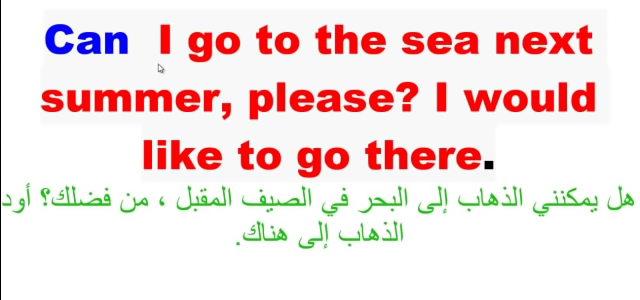 Can I go to the sea next
summer, please? I would
like to go there.
هل يمكنني الذهاب إلى البحر في الصيف المقبل ، من فضلك؟ أود
الذهاب إلى هناك.